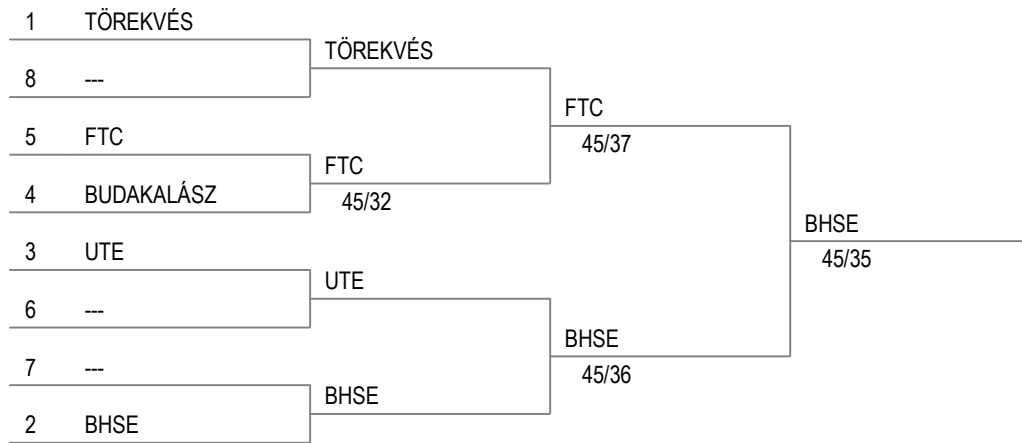 1 TÖREKVÉS
TÖREKVÉS
8 ---
FTC
5 FTC
45/37
FTC
4 BUDAKALÁSZ
45/32
BHSE
3 UTE
45/35
UTE
6 ---
BHSE
7 ---
45/36
BHSE
2 BHSE